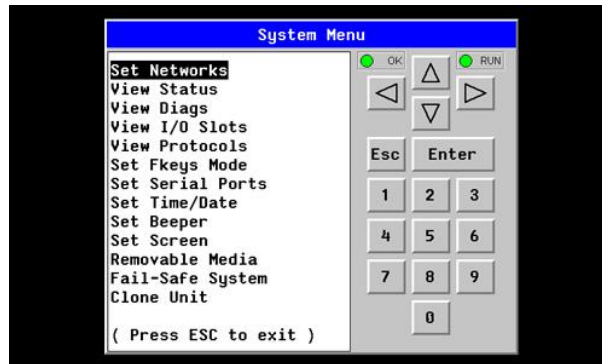 System Menu
OK
RUN
Set Networks
View Status
View Diags
View I/O Slots
View Protocols
Set Fkeys Mode
Set Serial Ports
Set Time/Date
Set Beeper
Set Screen
Removable Media
Fail-Safe System
Clone Unit
( Press ESC to exit )
Esc Enter
1 2 3
4 5 6
7 8 9
0